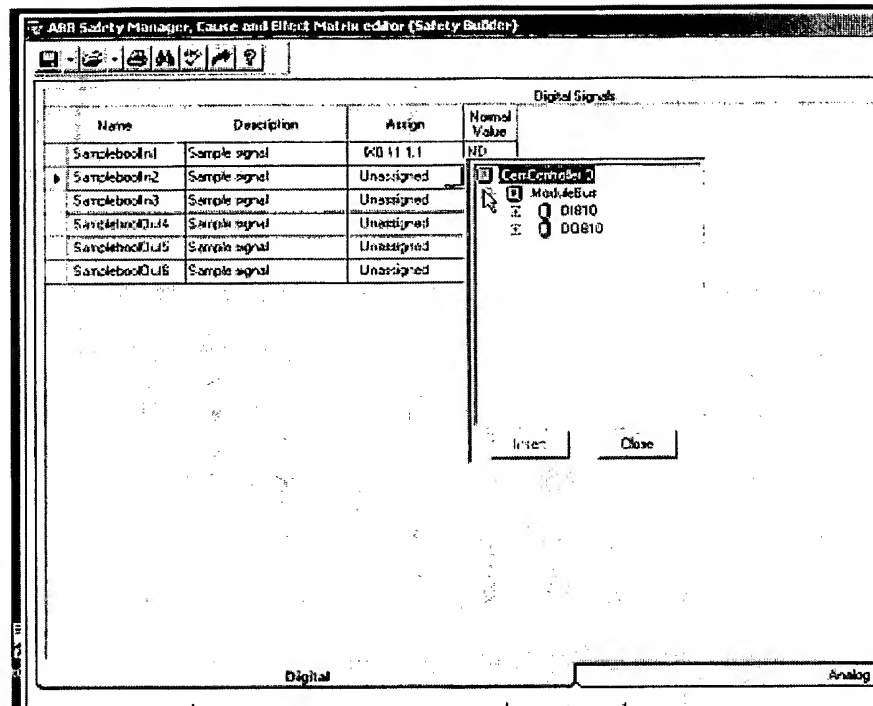 ABB Safety Manager, Cause and Effect Matrix editor (Safety Builder)
Digital Signals
Name Description Assign Normal Value
SampleboolIn1 Sample signal ND
SampleboolIn2 Sample signal Unassigned
SampleboolIn3 Sample signal Unassigned
SampleboolOut4 Sample signal Unassigned
SampleboolOut5 Sample signal Unassigned
SampleboolOut6 Sample signal Unassigned
ModuleBus
DI810
DO810
Insert Close
Digital Analog